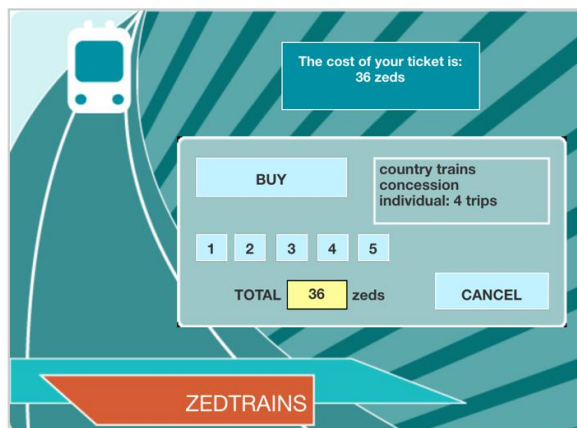 The cost of your ticket is:
36 zeds
BUY
country trains
concession
individual: 4 trips
1 2 3 4 5
TOTAL 36 zeds
CANCEL
ZEDTRAINS